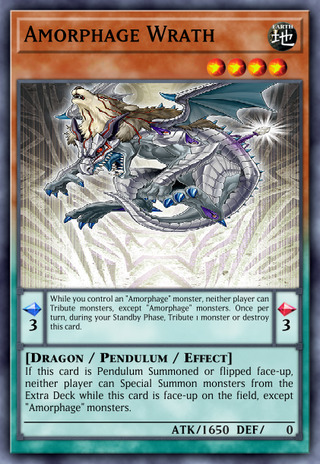 Amorphage Wrath
EARTH
地
While you control an "Amorphage" monster, neither player can
Tribute monsters, except "Amorphage" monsters. Once per
turn, during your Standby Phase, Tribute 1 monster or destroy
this card.
3
3
[Dragon / Pendulum / Effect]
If this card is Pendulum Summoned or flipped face-up,
neither player can Special Summon monsters from the
Extra Deck while this card is face-up on the field, except
"Amorphage" monsters.
ATK/1650 DEF/ 0